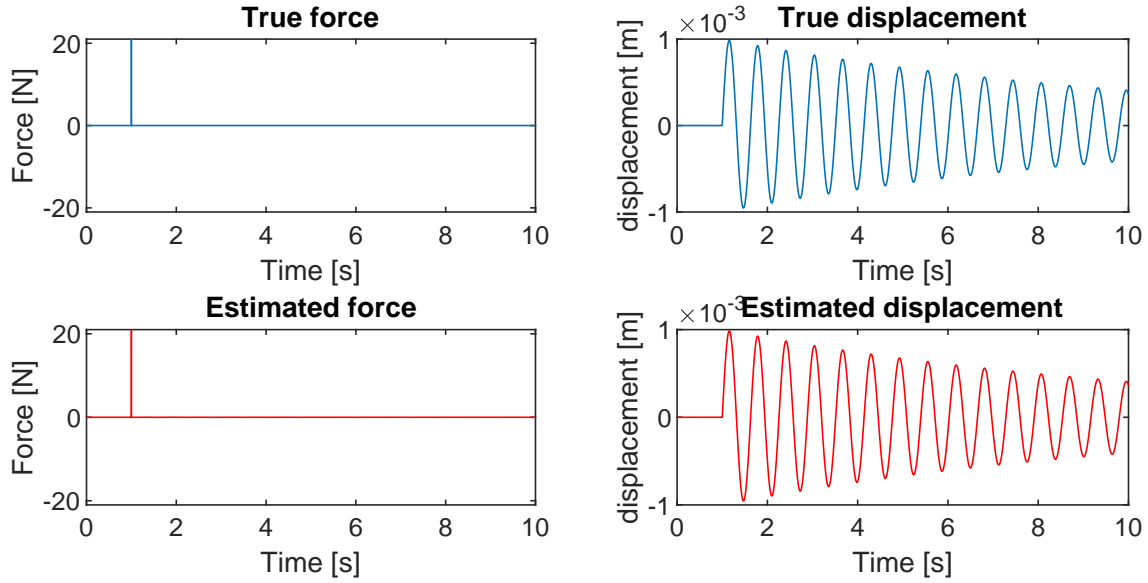 True force
20
0
-20
Force [N]
0 2 4 6 8 10
Time [s]
True displacement
×10^-3
1
0
-1
displacement [m]
0 2 4 6 8 10
Time [s]
Estimated force
20
0
-20
Force [N]
0 2 4 6 8 10
Time [s]
Estimated displacement
×10^-3
1
0
-1
displacement [m]
0 2 4 6 8 10
Time [s]